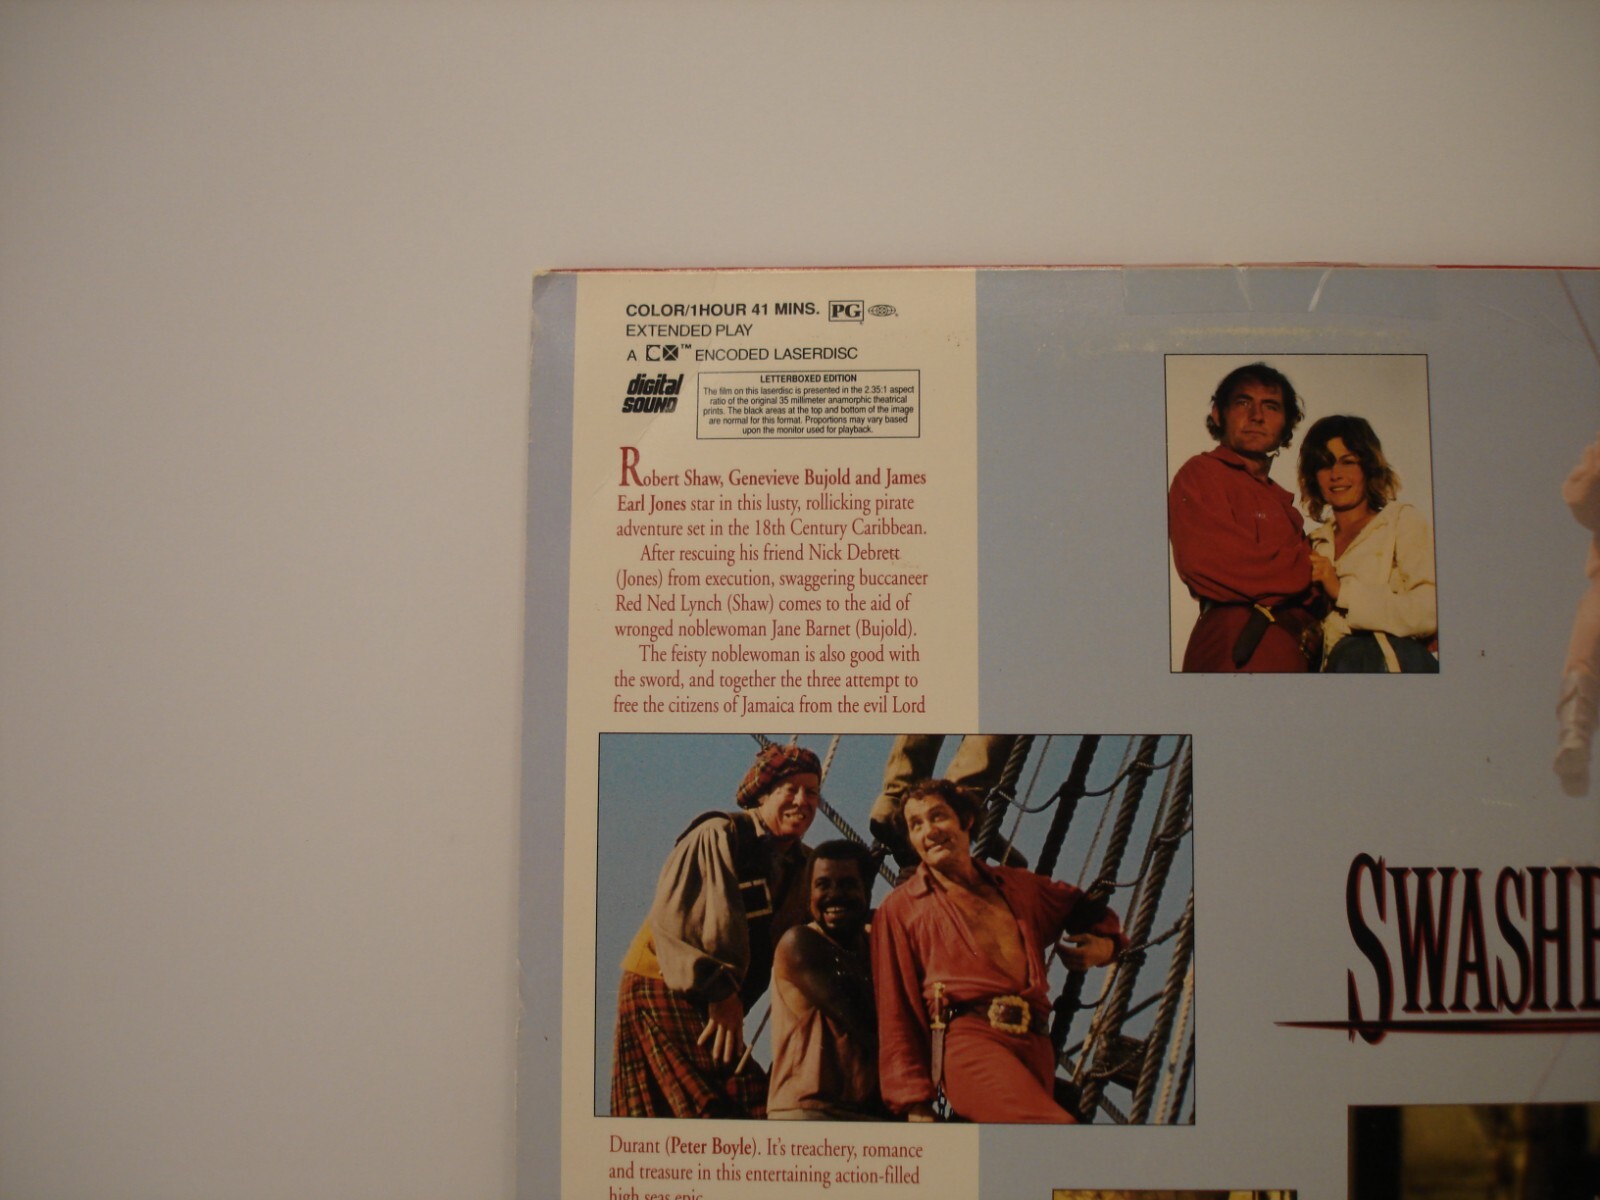 COLOR/1HOUR 41 MINS. PG
EXTENDED PLAY
A CX™ ENCODED LASERDISC
digital
SOUND
LETTERBOXED EDITION
The film on this laserdisc is presented in the 2.35:1 aspect
ratio of the original 35 millimeter anamorphic theatrical
prints. The black areas at the top and bottom of the image
are normal for this format. Proportions may vary based
upon the monitor used for playback.
Robert Shaw, Genevieve Bujold and James
Earl Jones star in this lusty, rollicking pirate
adventure set in the 18th Century Caribbean.
After rescuing his friend Nick Debrett
(Jones) from execution, swaggering buccaneer
Red Ned Lynch (Shaw) comes to the aid of
wronged noblewoman Jane Barnet (Bujold).
The feisty noblewoman is also good with
the sword, and together the three attempt to
free the citizens of Jamaica from the evil Lord
Durant (Peter Boyle). It's treachery, romance
and treasure in this entertaining action-filled
high seas epic.
SWASHB